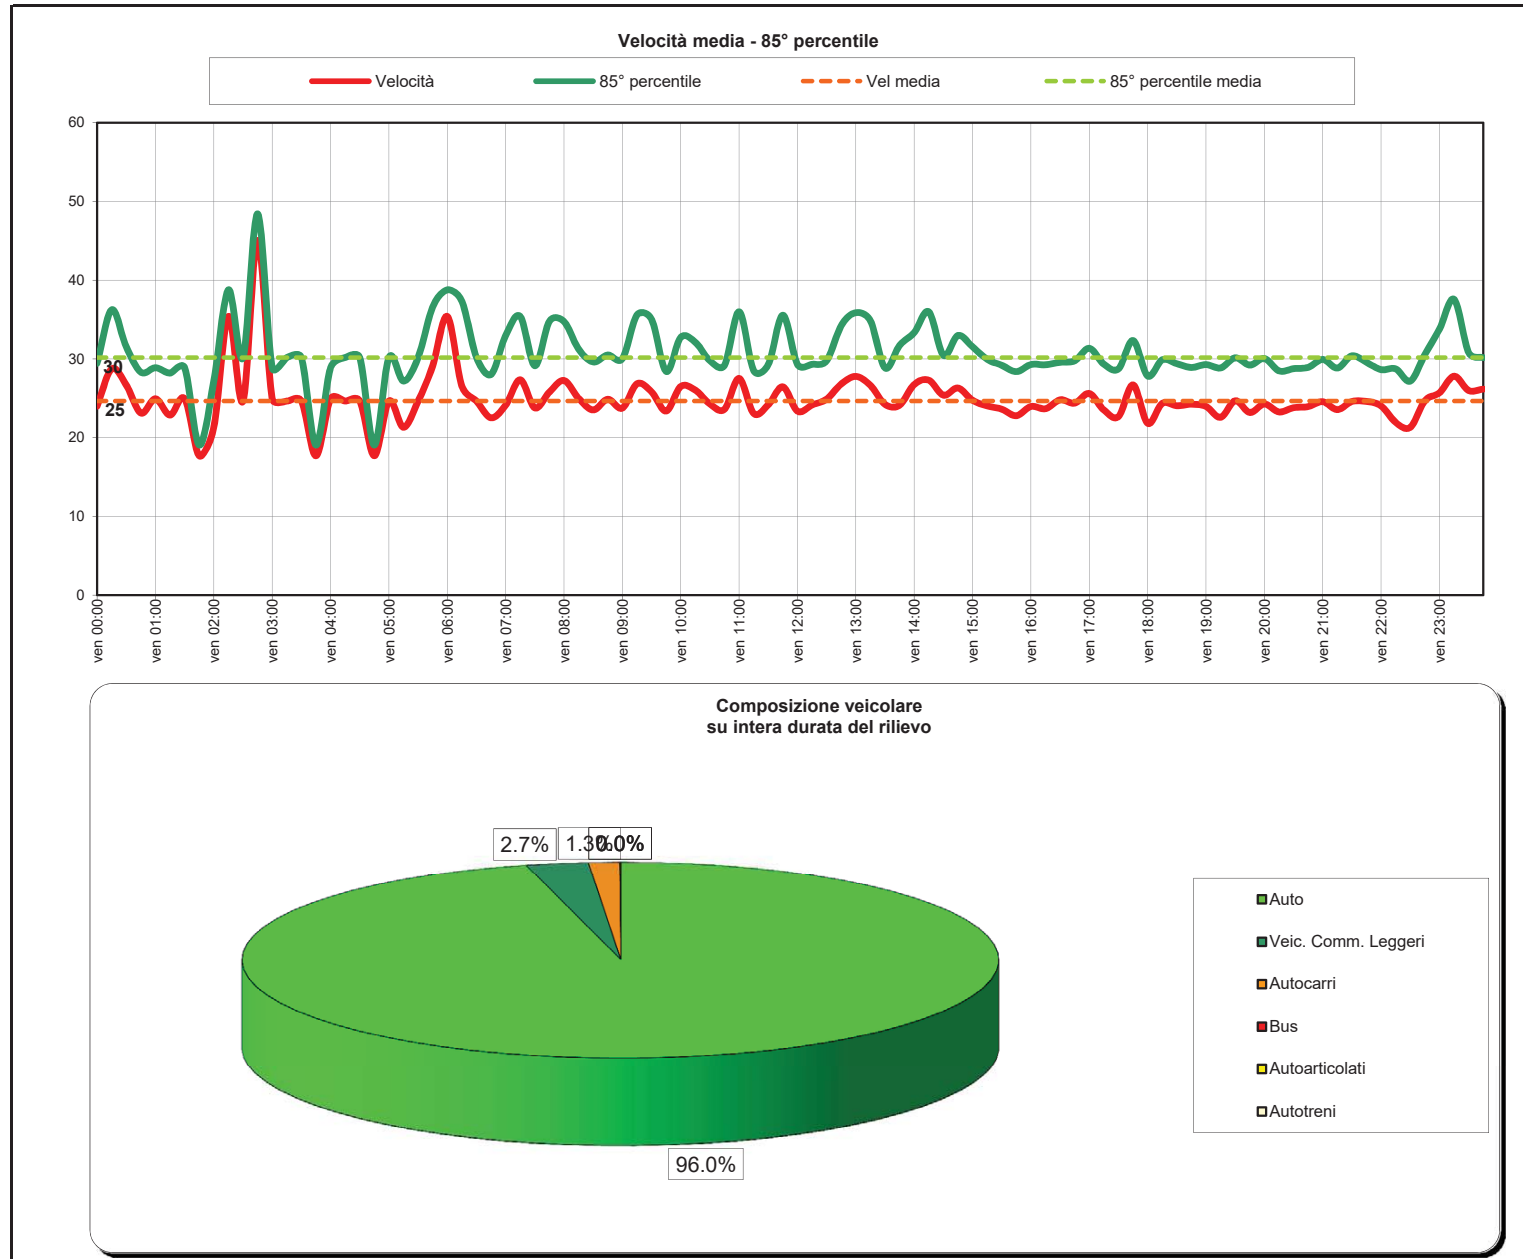 Velocità media - 85° percentile
Velocità 85° percentile Vel media 85° percentile media
60
50
40
30
20
10
0
30
25
ven 00:00
ven 01:00
ven 02:00
ven 03:00
ven 04:00
ven 05:00
ven 06:00
ven 07:00
ven 08:00
ven 09:00
ven 10:00
ven 11:00
ven 12:00
ven 13:00
ven 14:00
ven 15:00
ven 16:00
ven 17:00
ven 18:00
ven 19:00
ven 20:00
ven 21:00
ven 22:00
ven 23:00
Composizione veicolare
su intera durata del rilievo
2.7% 1.3% 0.0%
96.0%
Auto
Veic. Comm. Leggeri
Autocarri
Bus
Autoarticolati
Autotreni